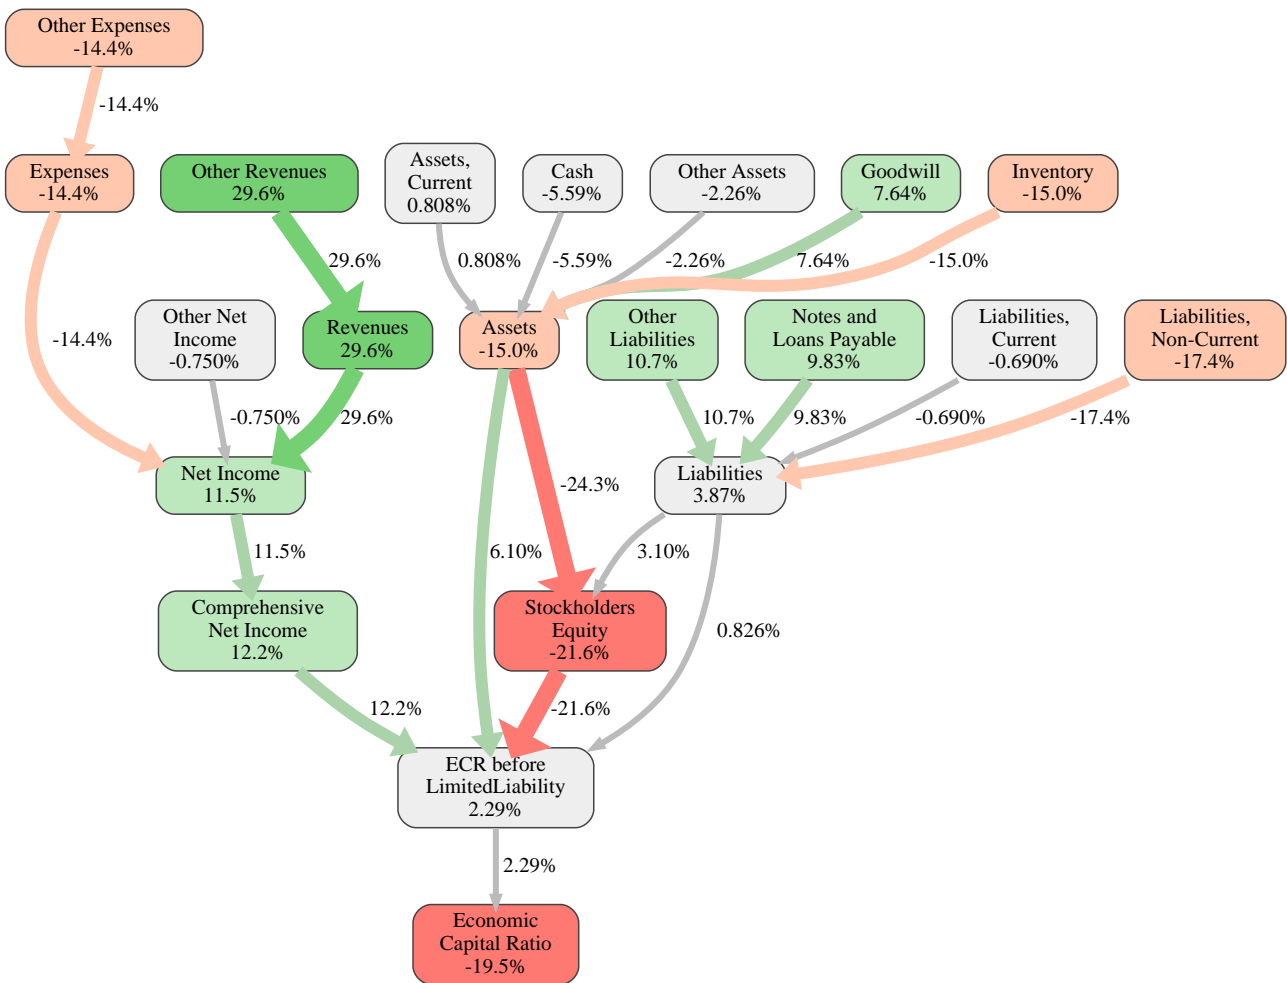 Other Expenses
-14.4%
-14.4%
Expenses
-14.4%
Other Revenues
29.6%
Assets,
Current
0.808%
Cash
-5.59%
Other Assets
-2.26%
Goodwill
7.64%
Inventory
-15.0%
29.6%
0.808%
-5.59%
-2.26%
7.64%
-15.0%
-14.4%
Other Net
Income
-0.750%
Revenues
29.6%
Assets
-15.0%
Other
Liabilities
10.7%
Notes and
Loans Payable
9.83%
Liabilities,
Current
-0.690%
Liabilities,
Non-Current
-17.4%
-0.750%
29.6%
10.7%
9.83%
-0.690%
-17.4%
Net Income
11.5%
-24.3%
Liabilities
3.87%
11.5%
6.10%
3.10%
Comprehensive
Net Income
12.2%
Stockholders
Equity
-21.6%
0.826%
12.2%
-21.6%
ECR before
LimitedLiability
2.29%
2.29%
Economic
Capital Ratio
-19.5%